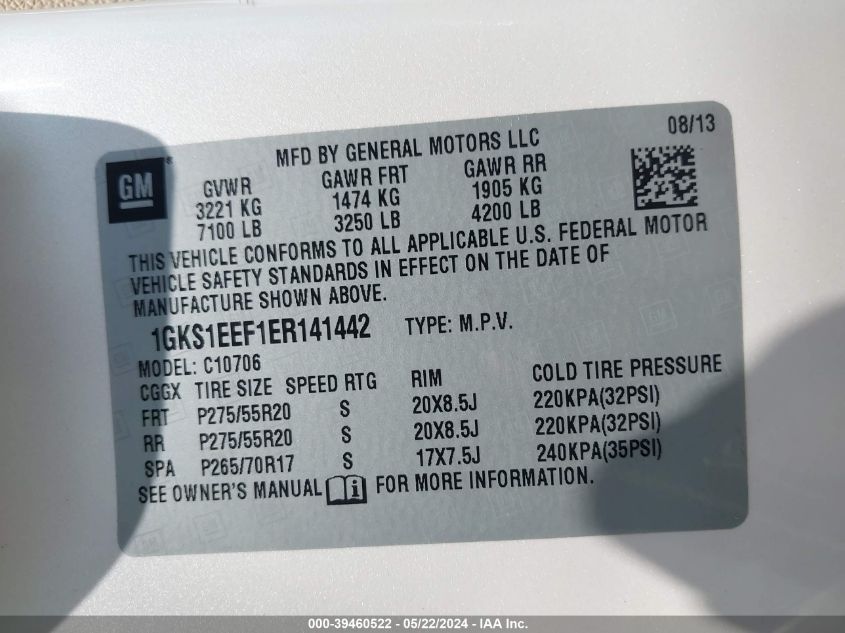 08/13
GM ®
MFD BY GENERAL MOTORS LLC
GVWR GAWR FRT GAWR RR
3221 KG 1474 KG 1905 KG
7100 LB 3250 LB 4200 LB
THIS VEHICLE CONFORMS TO ALL APPLICABLE U.S. FEDERAL MOTOR
VEHICLE SAFETY STANDARDS IN EFFECT ON THE DATE OF
MANUFACTURE SHOWN ABOVE.
1GKS1EEF1ER141442 TYPE: M.P.V.
MODEL: C10706
CGGX TIRE SIZE SPEED RTG RIM COLD TIRE PRESSURE
FRT P275/55R20 S 20X8.5J 220KPA(32PSI)
RR P275/55R20 S 20X8.5J 220KPA(32PSI)
SPA P265/70R17 S 17X7.5J 240KPA(35PSI)
SEE OWNER'S MANUAL i FOR MORE INFORMATION.
000-39460522 - 05/22/2024 - IAA Inc.